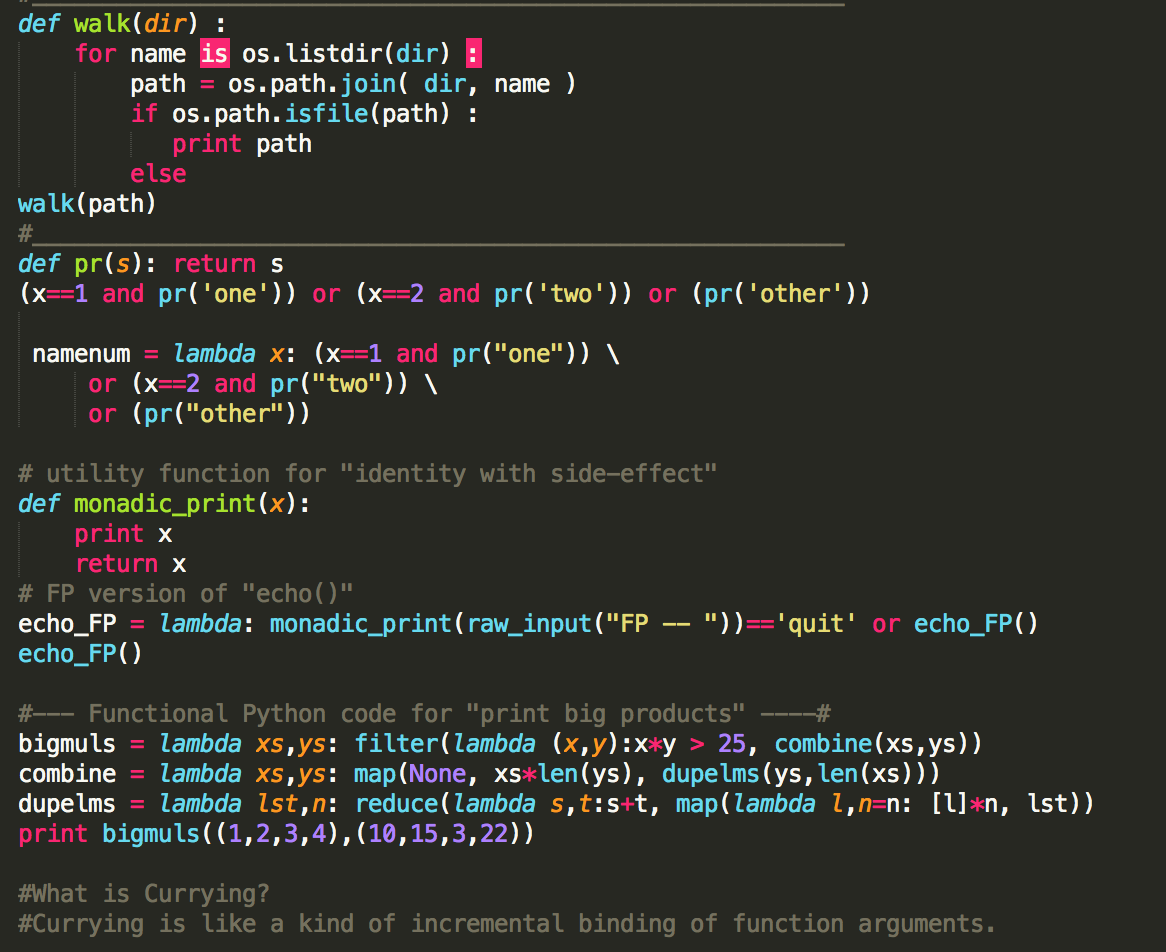 #_________________________________________________________
def walk(dir) :
    for name is os.listdir(dir) :
        path = os.path.join( dir, name )
        if os.path.isfile(path) :
           print path
        else
walk(path)
#_________________________________________________________
def pr(s): return s
(x==1 and pr('one')) or (x==2 and pr('two')) or (pr('other'))
 namenum = lambda x: (x==1 and pr("one")) \
     or (x==2 and pr("two")) \
     or (pr("other"))
# utility function for "identity with side-effect"
def monadic_print(x):
    print x
    return x
# FP version of "echo()"
echo_FP = lambda: monadic_print(raw_input("FP -- "))=='quit' or echo_FP()
echo_FP()
#--- Functional Python code for "print big products" ----#
bigmuls = lambda xs,ys: filter(lambda (x,y):x*y > 25, combine(xs,ys))
combine = lambda xs,ys: map(None, xs*len(ys), dupelms(ys,len(xs)))
dupelms = lambda lst,n: reduce(lambda s,t:s+t, map(lambda l,n=n: [l]*n, lst))
print bigmuls((1,2,3,4),(10,15,3,22))
#What is Currying?
#Currying is like a kind of incremental binding of function arguments.